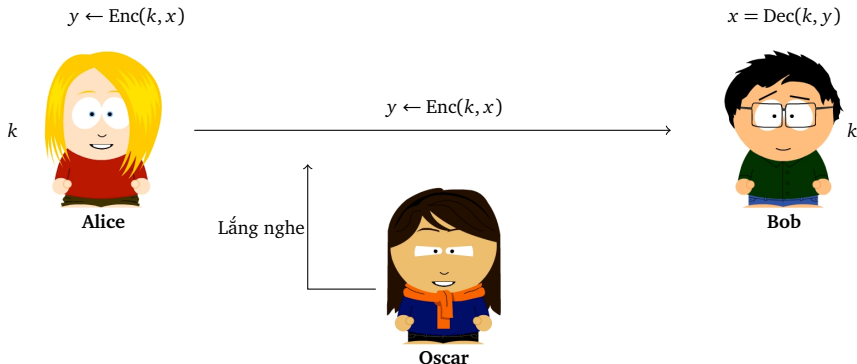 y ← Enc(k, x)
x = Dec(k, y)
y ← Enc(k, x)
k
k
Alice
Bob
Lắng nghe
Oscar